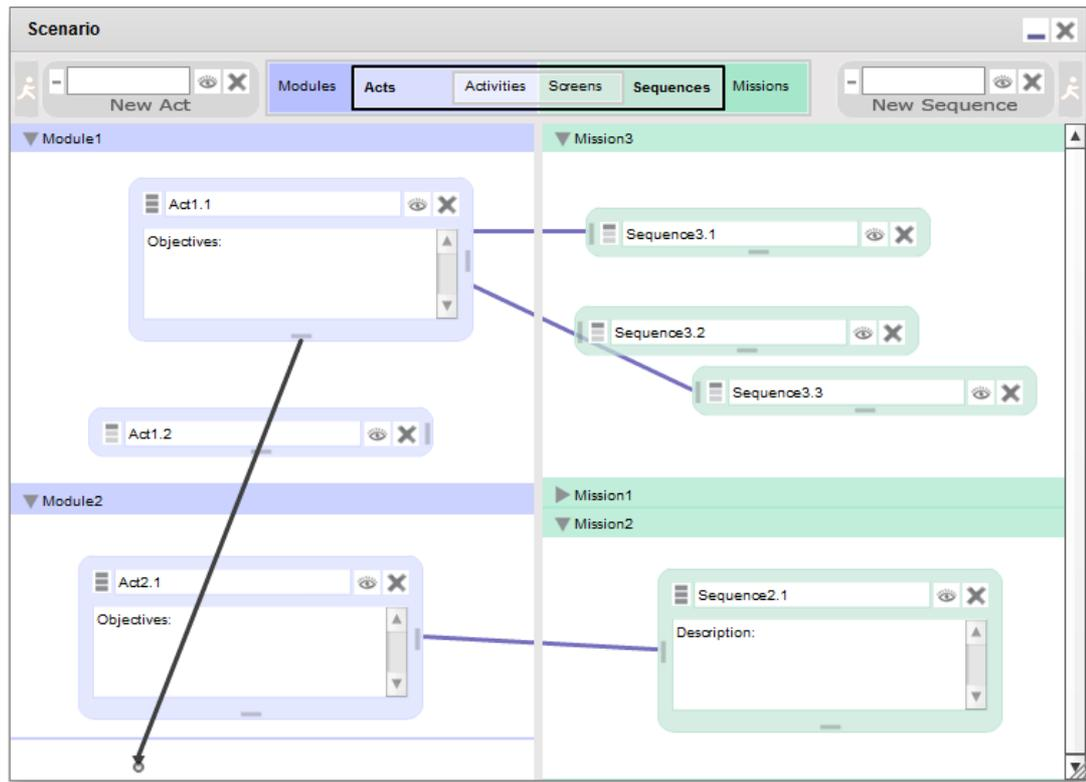 Scenario
New Act
Modules
Acts
Activities
Screens
Sequences
Missions
New Sequence
Module1
Mission3
Act1.1
Objectives:
Sequence3.1
Sequence3.2
Sequence3.3
Act1.2
Module2
Mission1
Mission2
Act2.1
Objectives:
Sequence2.1
Description: